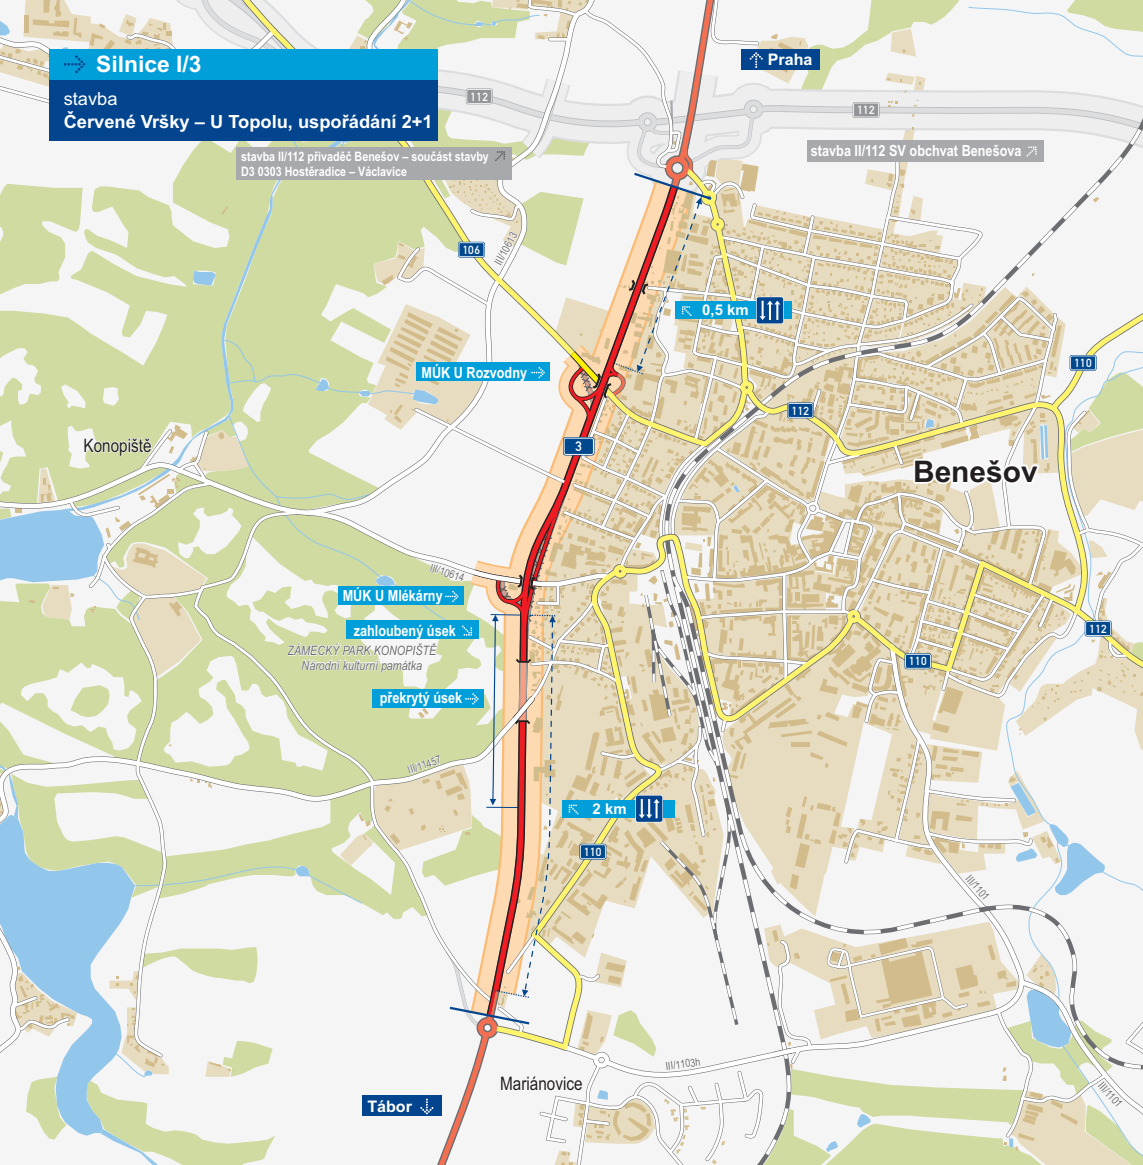 Silnice I/3
stavba
Červené Vršky – U Topolu, uspořádání 2+1
Praha
112
112
stavba II/112 přivaděč Benešov – součást stavby
D3 0303 Hostěradice – Václavice
stavba II/112 SV obchvat Benešova
106
III/10613
0,5 km
MÚK U Rozvodny
110
112
3
Konopiště
Benešov
III/10614
MÚK U Mlékárny
zahloubený úsek
ZÁMECKÝ PARK KONOPIŠTĚ
Národní kulturní památka
112
110
překrytý úsek
III/11457
2 km
110
III/1101
III/1103h
Mariánovice
III/1101
Tábor